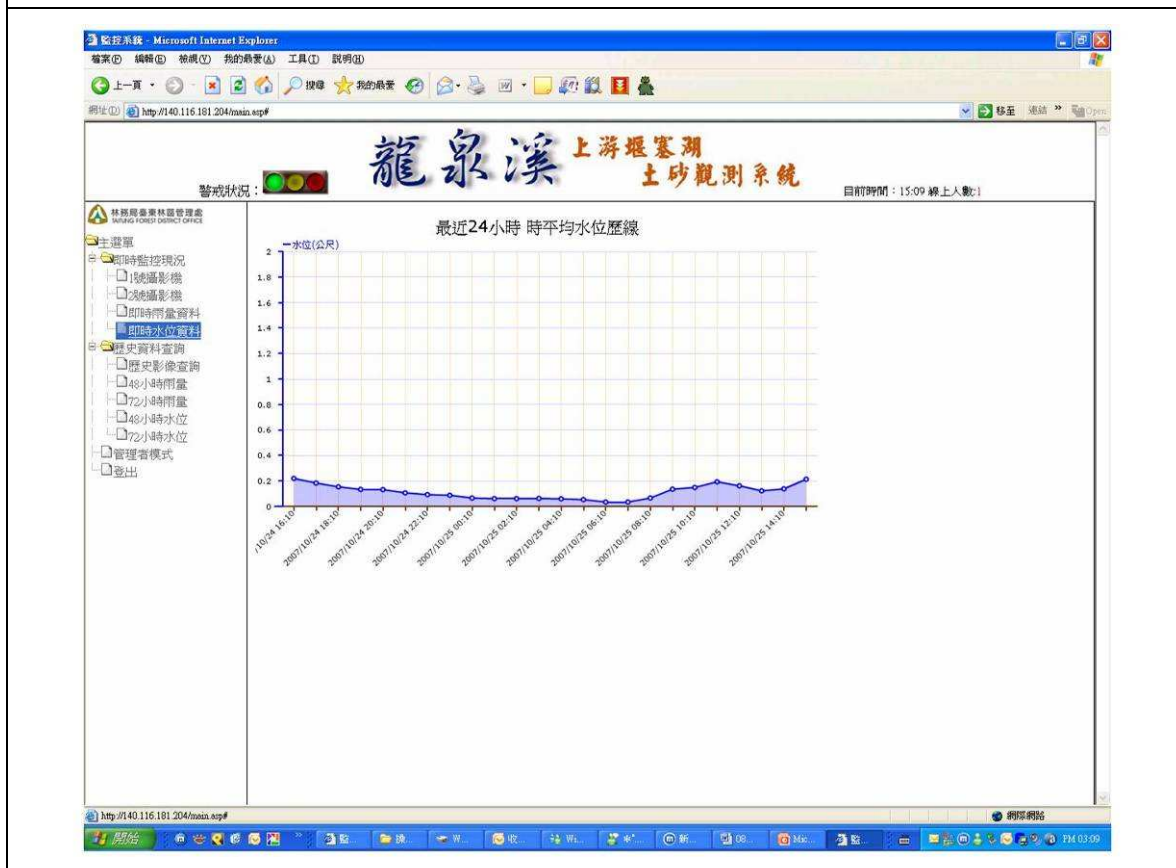 監控系統 - Microsoft Internet Explorer
檔案(F) 編輯(E) 檢視(V) 我的最愛(A) 工具(T) 說明(H)
上一頁 搜尋 我的最愛
網址(D) http://140.116.181.204/main.asp# 移至 連結 »
警戒狀況：
龍泉溪 上游堰塞湖
土砂觀測系統
目前時間：15:09 線上人數:1
林務局臺東林區管理處
TAITUNG FOREST DISTRICT OFFICE
主選單
即時監控現況
1號攝影機
2號攝影機
即時雨量資料
即時水位資料
歷史資料查詢
歷史影像查詢
48小時雨量
72小時雨量
48小時水位
72小時水位
管理者模式
登出
最近24小時 時平均水位歷線
水位(公尺)
2
1.8
1.6
1.4
1.2
1
0.8
0.6
0.4
0.2
0
/10/24 16:10
2007/10/24 18:10
2007/10/24 20:10
2007/10/24 22:10
2007/10/25 00:10
2007/10/25 02:10
2007/10/25 04:10
2007/10/25 06:10
2007/10/25 08:10
2007/10/25 10:10
2007/10/25 12:10
2007/10/25 14:10
http://140.116.181.204/main.asp# 網際網路
開始 監... W... 收... Wi... 新... 08... Mic... 監... PM 03:09